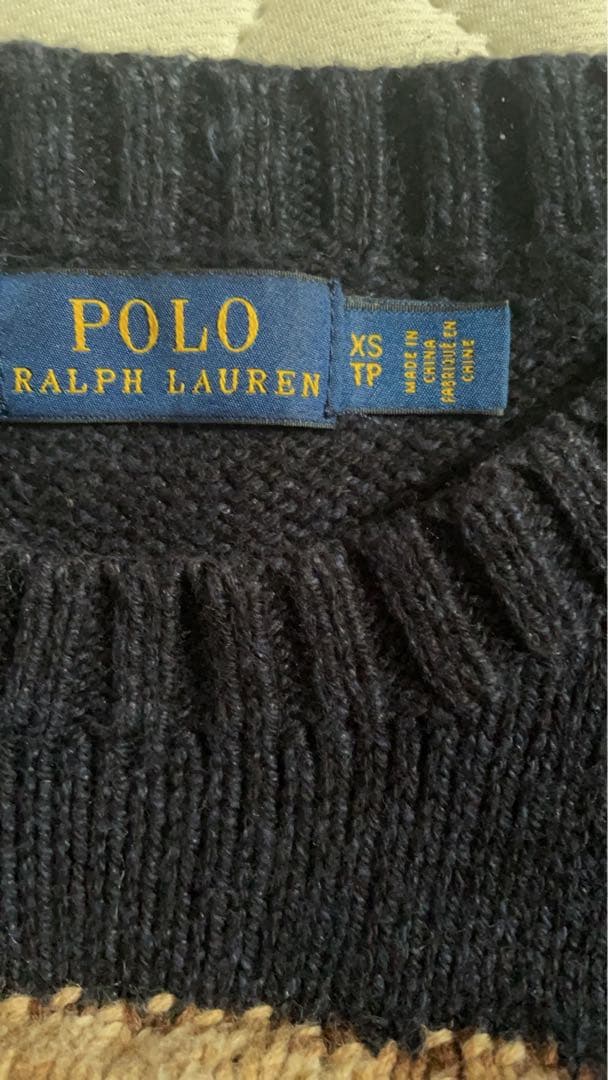 POLO
RALPH LAUREN
XS
TP
MADE IN
CHINA
FABRIQUÉ EN
CHINE